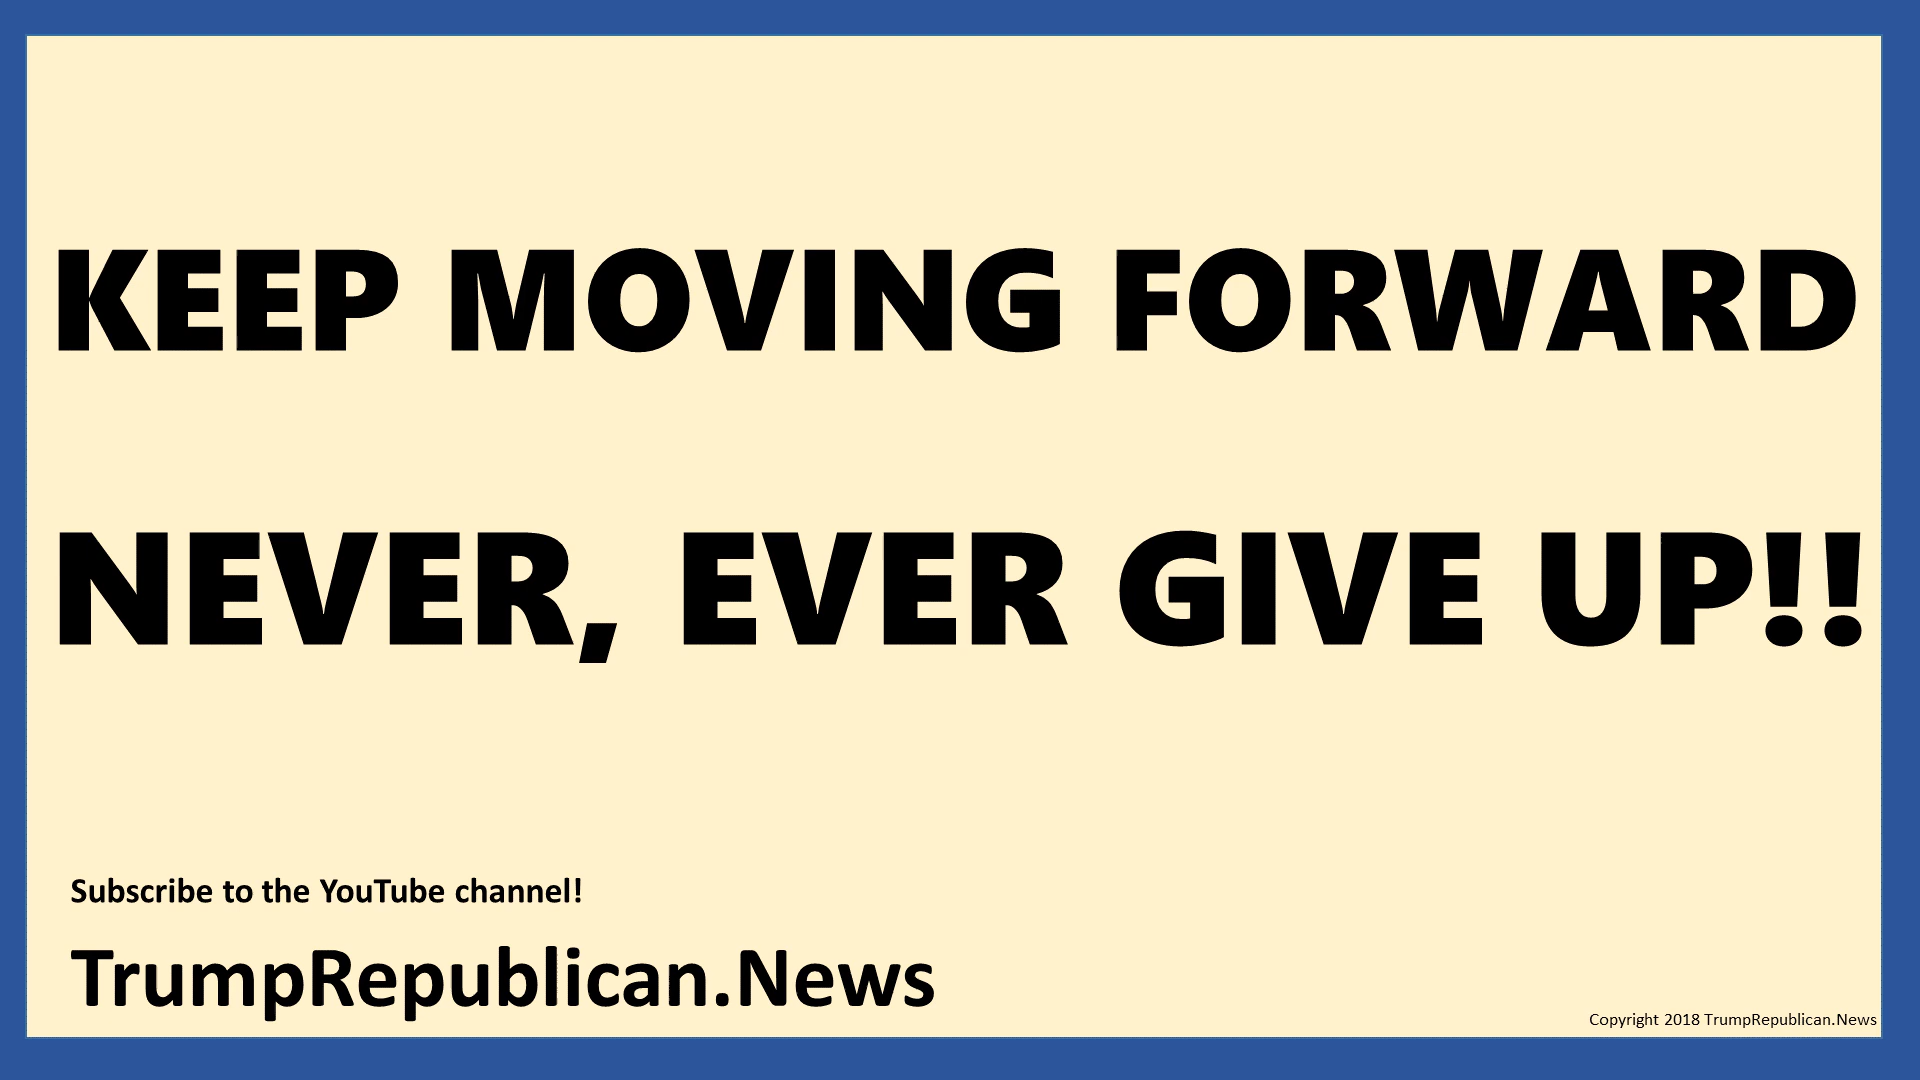 KEEP MOVING FORWARD
NEVER, EVER GIVE UP!!
Subscribe to the YouTube channel!
TrumpRepublican.News
Copyright 2018 TrumpRepublican.News